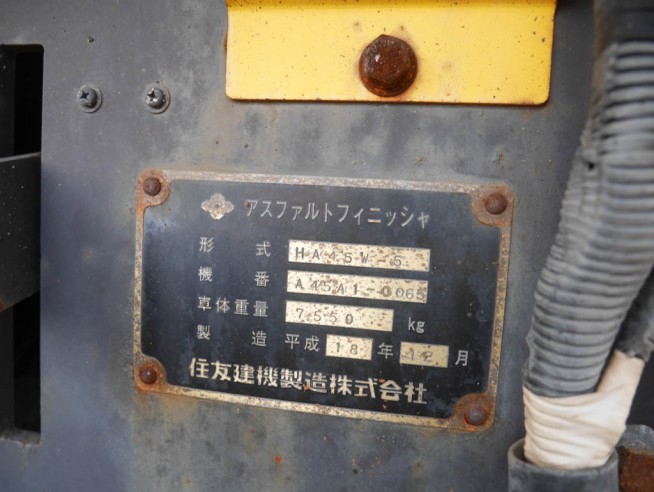 アスファルトフィニッシャ
形式 HA45W-5
機番 A45A1-0065
車体重量 7550 kg
製造 平成 18 年 12 月
住友建機製造株式会社